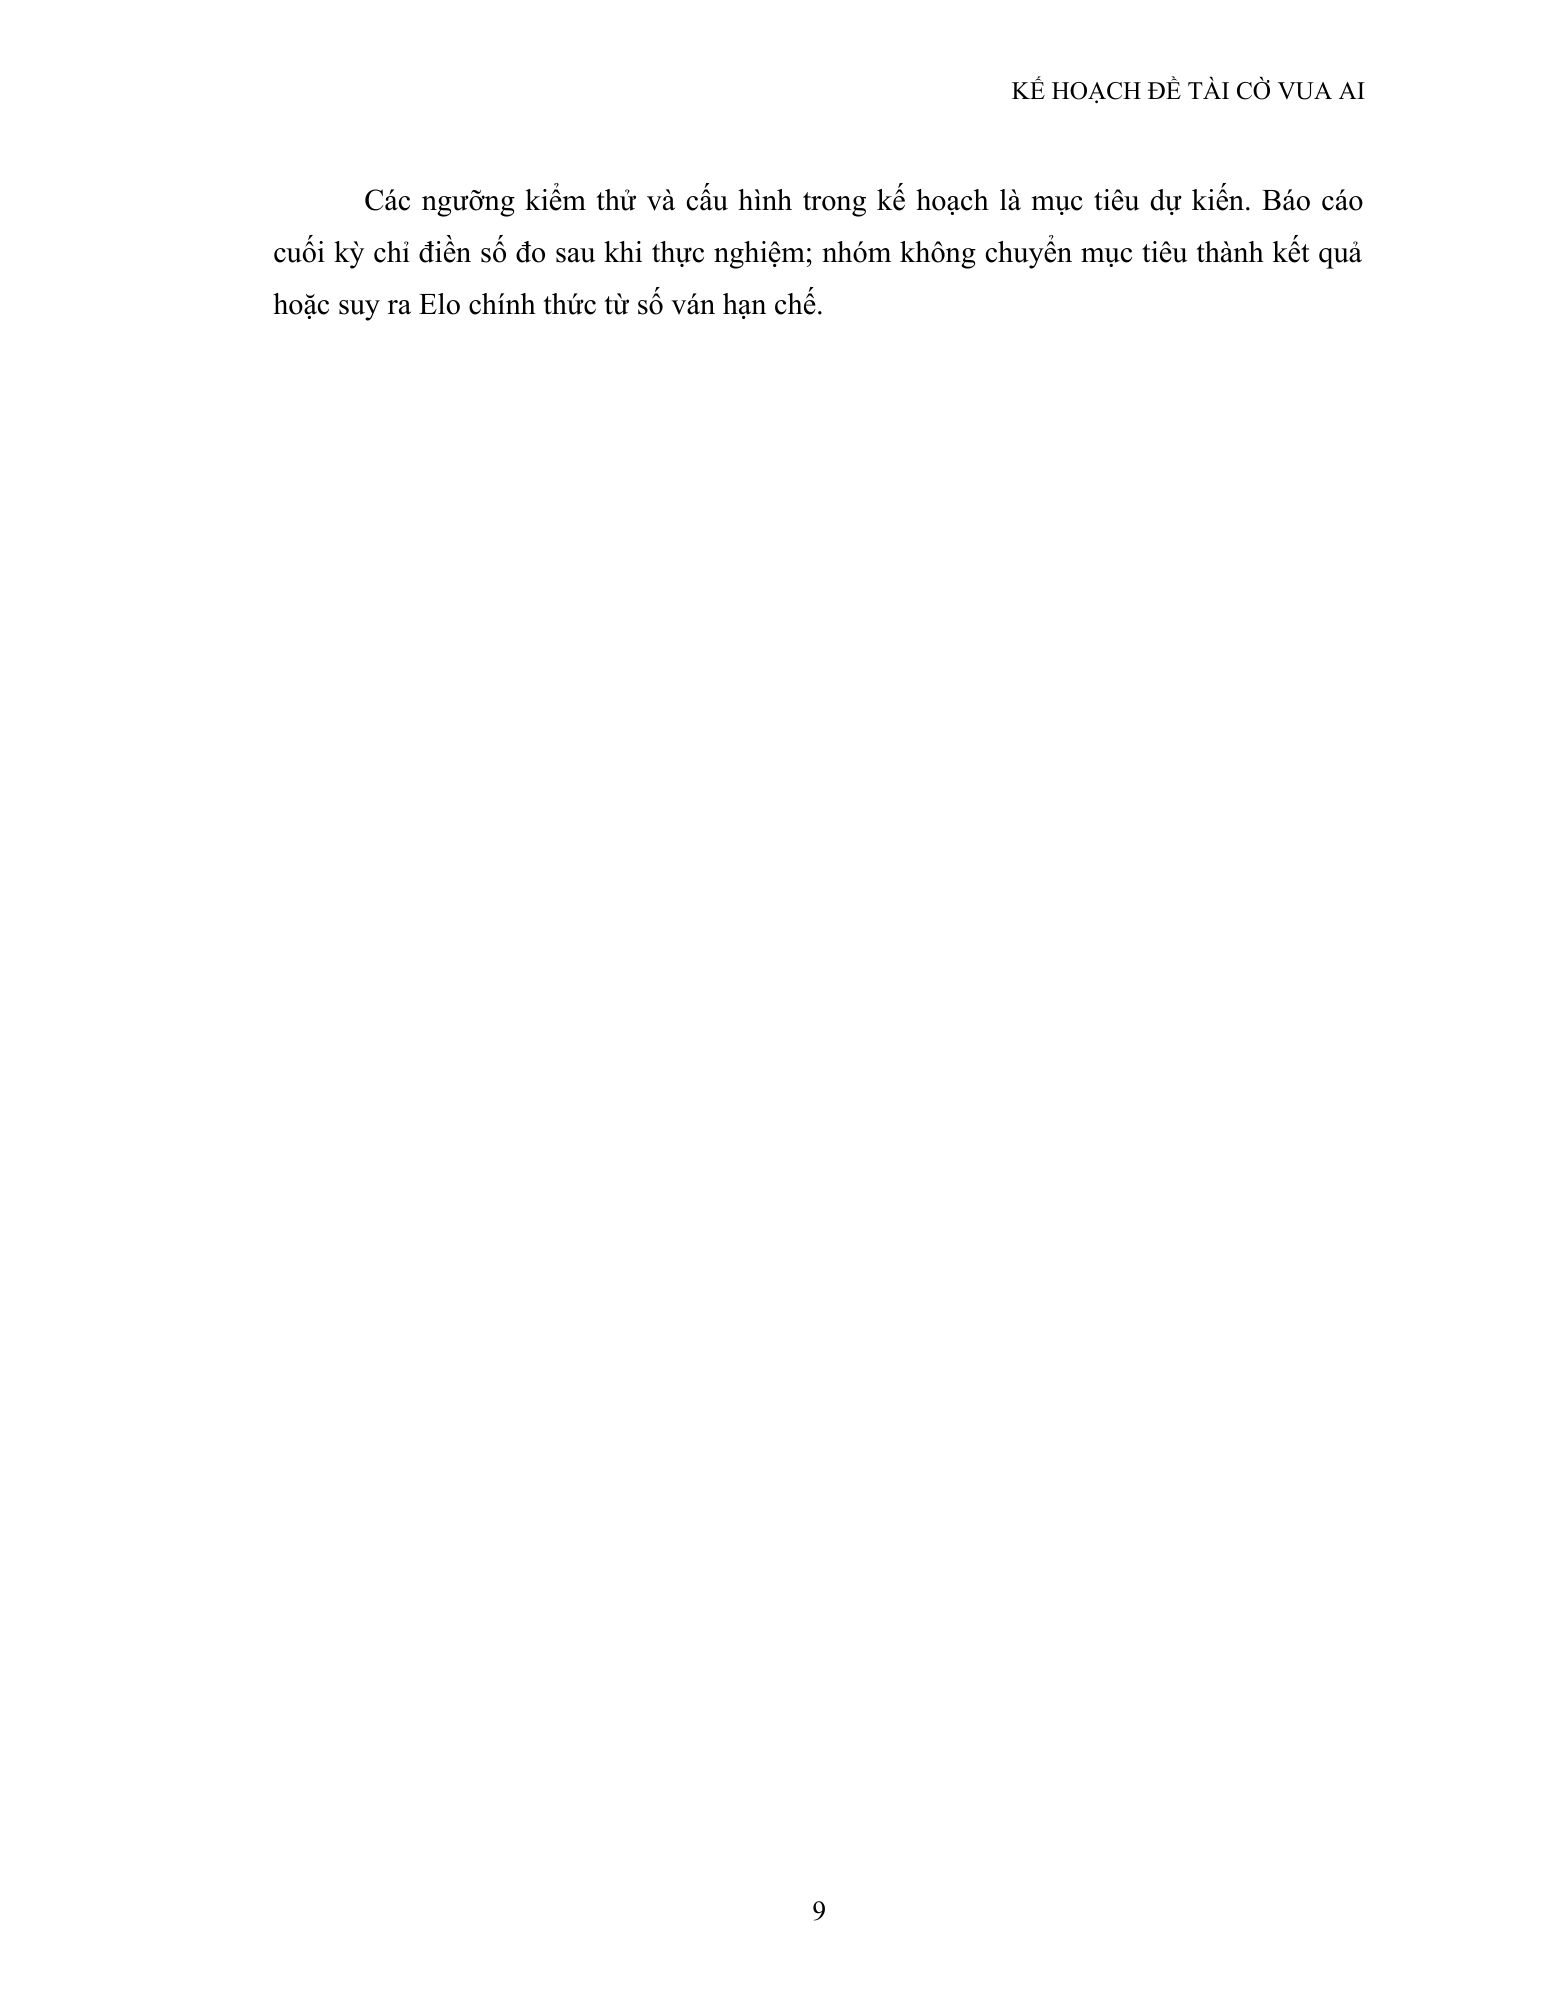 KẾ HOẠCH ĐỀ TÀI CỜ VUA AI
Các ngưỡng kiểm thử và cấu hình trong kế hoạch là mục tiêu dự kiến. Báo cáo
cuối kỳ chỉ điền số đo sau khi thực nghiệm; nhóm không chuyển mục tiêu thành kết quả
hoặc suy ra Elo chính thức từ số ván hạn chế.
9